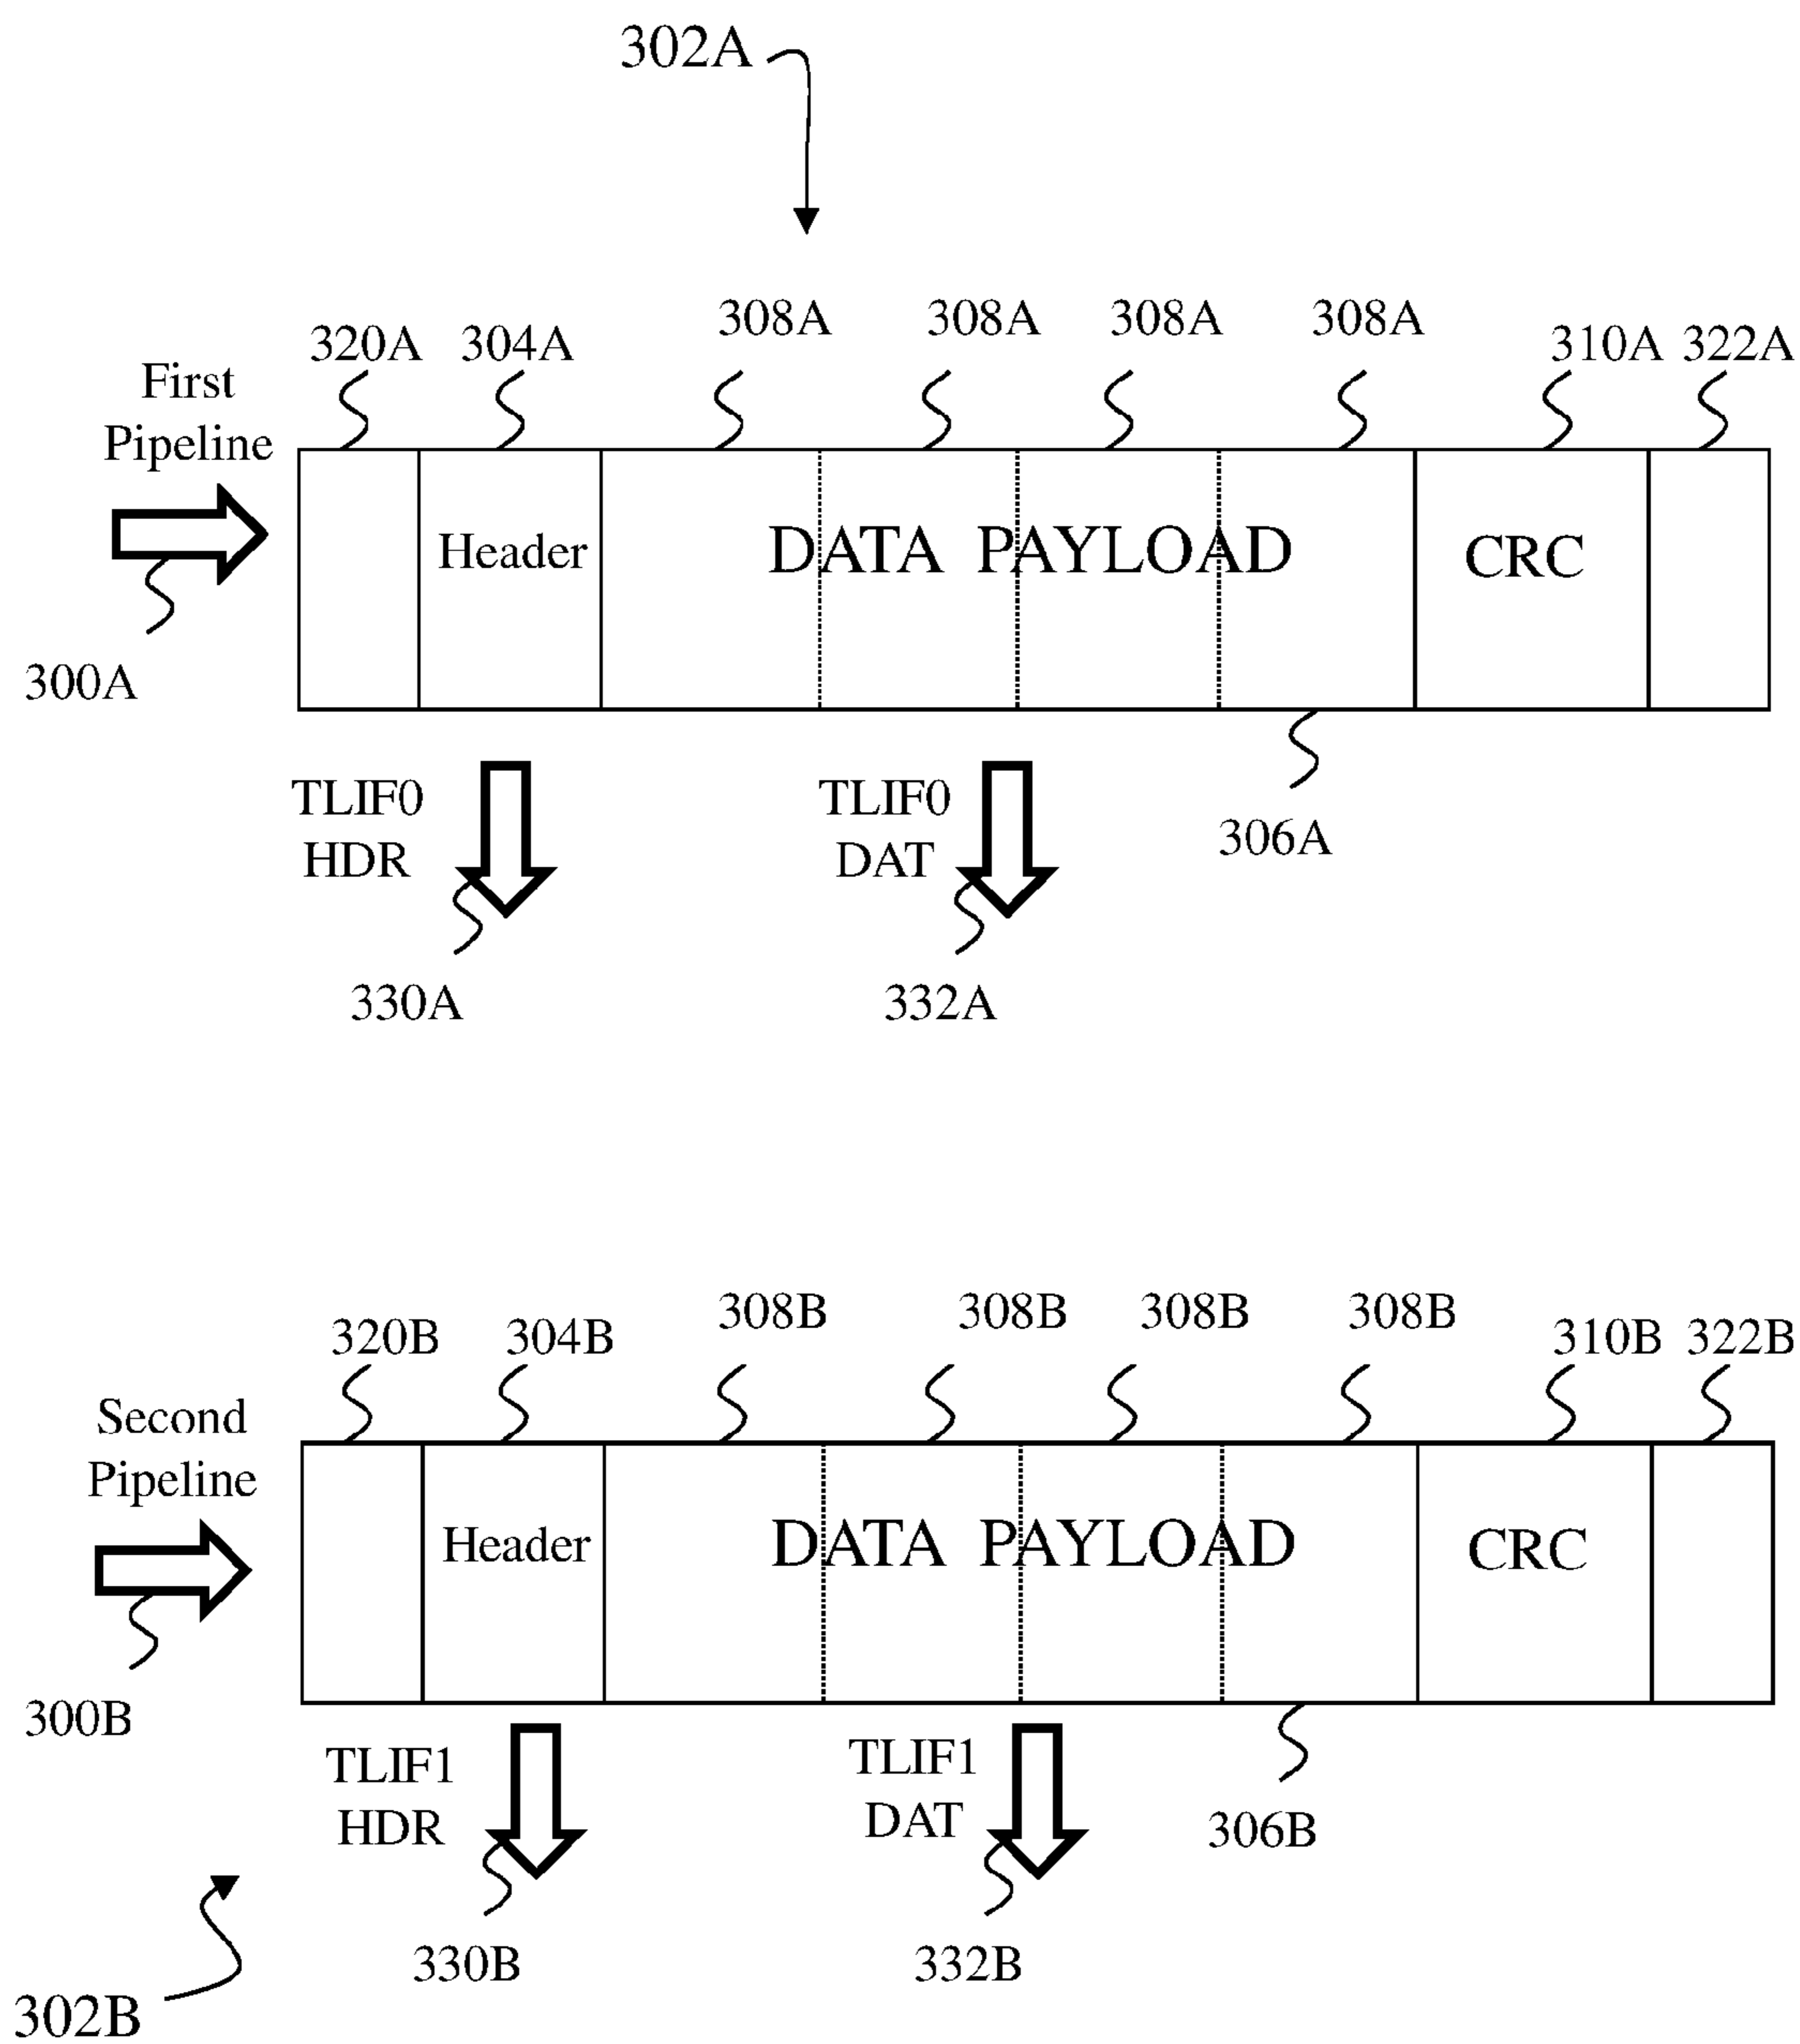 302A
308A 308A 308A 308A
320A 304A 310A 322A
First
Pipeline
Header DATA PAYLOAD CRC
300A
TLIF0 TLIF0
HDR DAT
306A
330A 332A
308B 308B 308B 308B
320B 304B 310B 322B
Second
Pipeline
Header DATA PAYLOAD CRC
300B
TLIF1 TLIF1
HDR DAT
306B
330B 332B
302B